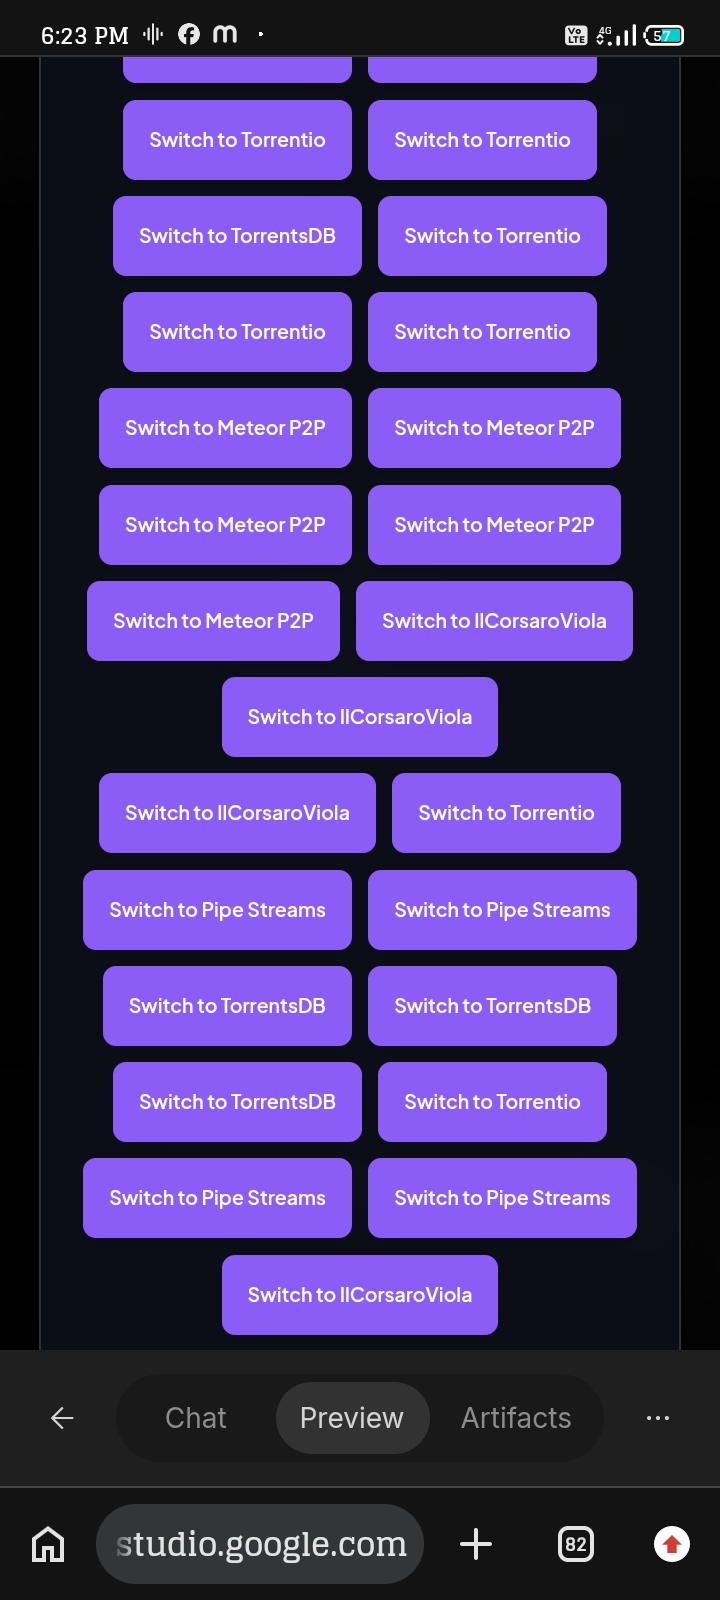 6:23 PM
Vo LTE 4G 57
Switch to Torrentio Switch to Torrentio
Switch to TorrentsDB Switch to Torrentio
Switch to Torrentio Switch to Torrentio
Switch to Meteor P2P Switch to Meteor P2P
Switch to Meteor P2P Switch to Meteor P2P
Switch to Meteor P2P Switch to IlCorsaroViola
Switch to IlCorsaroViola
Switch to IlCorsaroViola Switch to Torrentio
Switch to Pipe Streams Switch to Pipe Streams
Switch to TorrentsDB Switch to TorrentsDB
Switch to TorrentsDB Switch to Torrentio
Switch to Pipe Streams Switch to Pipe Streams
Switch to IlCorsaroViola
Chat Preview Artifacts
studio.google.com 82